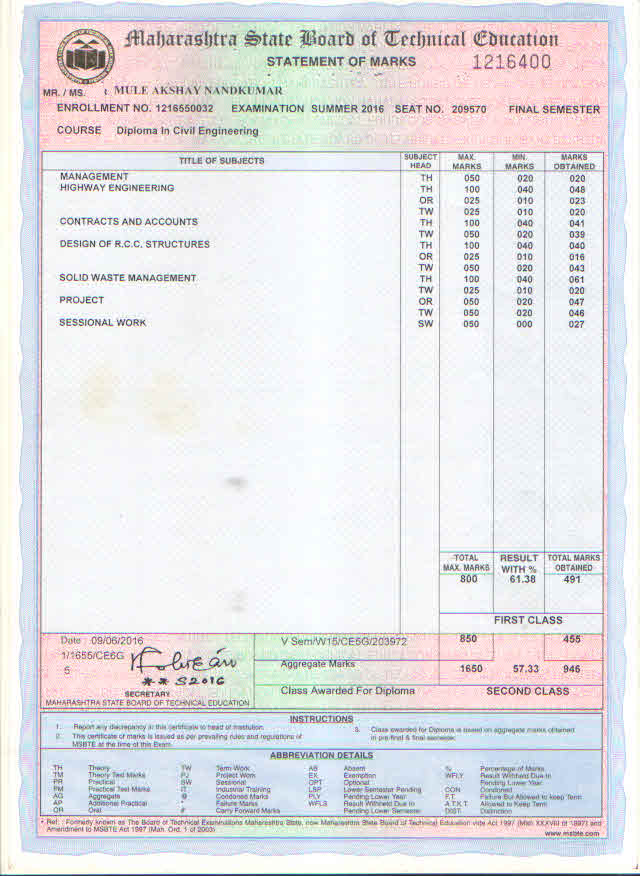 Maharashtra State Board of Technical Education
STATEMENT OF MARKS 1216400
MR. / MS. : MULE AKSHAY NANDKUMAR
ENROLLMENT NO. 1216550032 EXAMINATION SUMMER 2016 SEAT NO. 209570 FINAL SEMESTER
COURSE Diploma In Civil Engineering
TITLE OF SUBJECTS SUBJECT HEAD MAX. MARKS MIN. MARKS MARKS OBTAINED
MANAGEMENT TH 050 020 020
HIGHWAY ENGINEERING TH 100 040 048
OR 025 010 023
TW 025 010 020
CONTRACTS AND ACCOUNTS TH 100 040 041
TW 050 020 039
DESIGN OF R.C.C. STRUCTURES TH 100 040 040
OR 025 010 016
TW 050 020 043
SOLID WASTE MANAGEMENT TH 100 040 061
TW 025 010 020
PROJECT OR 050 020 047
TW 050 020 046
SESSIONAL WORK SW 050 000 027
TOTAL MAX. MARKS RESULT WITH % TOTAL MARKS OBTAINED
800 61.38 491
FIRST CLASS
Date : 09/06/2016 V Sem/W15/CE5G/203972 850 455
1/1655/CE6G
5
Aggregate Marks 1650 57.33 946
** S2016
SECRETARY
MAHARASHTRA STATE BOARD OF TECHNICAL EDUCATION
Class Awarded For Diploma SECOND CLASS
INSTRUCTIONS
1. Report any discrepancy in this certificate to head of institution.
2. This certificate of marks is issued as per prevailing rules and regulations of MSBTE at the time of this Exam.
3. Class awarded for Diploma is based on aggregate marks obtained in pre-final & final semester.
ABBREVIATION DETAILS
TH Theory TW Term Work AB Absent % Percentage of Marks
TM Theory Test Marks PJ Project Work EX Exemption WFLY Result Withheld Due to
PR Practical SW Sessional OPT Optional Pending Lower Year
PM Practical Test Marks IT Industrial Training LSP Lower Semester Pending CON Condoned
AG Aggregate @ Condoned Marks PLY Pending Lower Year F.T. Failure But Allowed to keep Term
AP Additional Practical * Failure Marks WFLS Result Withheld Due to A.T.K.T. Allowed to Keep Term
OR Oral # Carry Forward Marks Pending Lower Semester DIST. Distinction
* Ref. : Formerly known as The Board of Technical Examinations Maharashtra State, now Maharashtra State Board of Technical Education vide Act 1997 (Mah XXXVIII of 1997) and
Amendment to MSBTE Act 1997 (Mah. Ord. 1 of 2003)
www.msbte.com